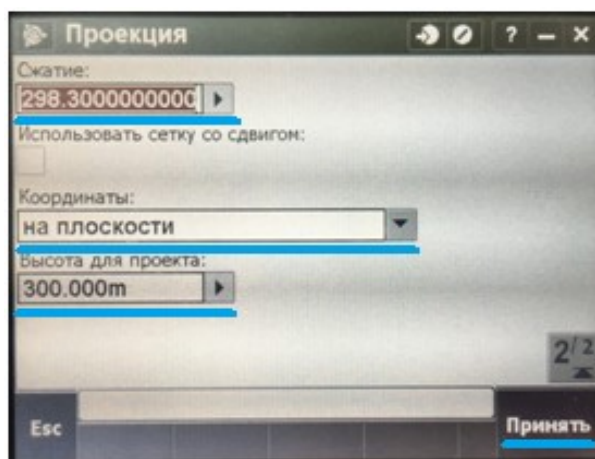 Проекция ? – ×
Сжатие:
298.3000000000
Использовать сетку со сдвигом:
Координаты:
на плоскости
Высота для проекта:
300.000m
2/2
Esc
Принять